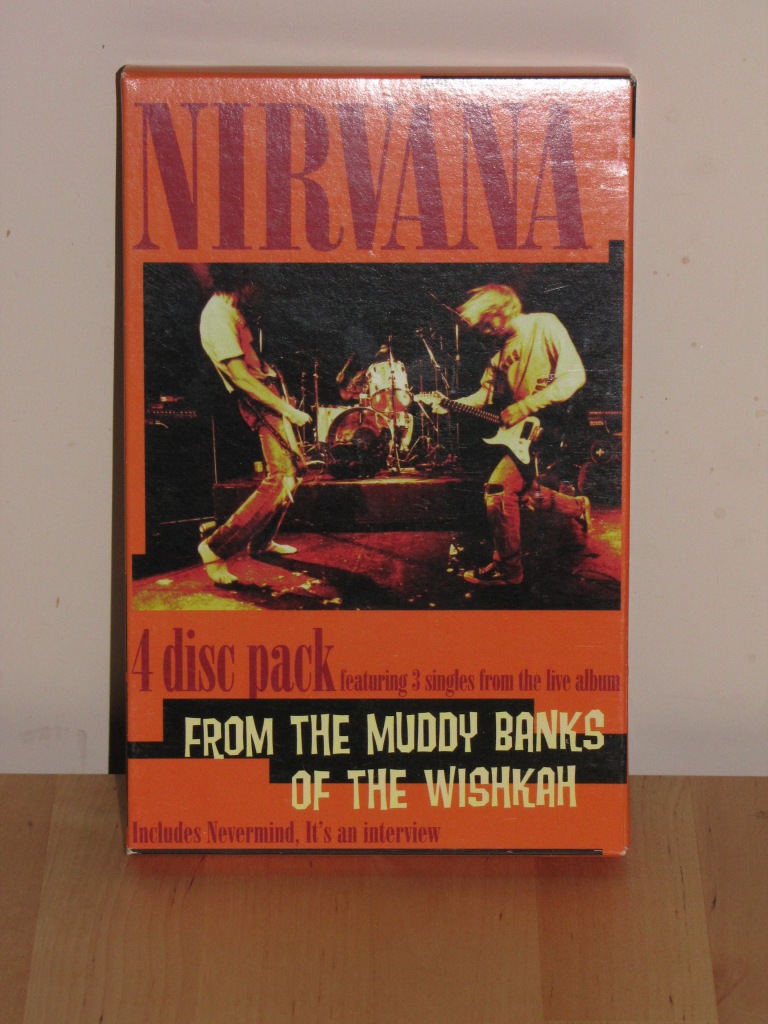 NIRVANA
4 disc pack featuring 3 singles from the live album
FROM THE MUDDY BANKS
OF THE WISHKAH
Includes Nevermind, It's an interview